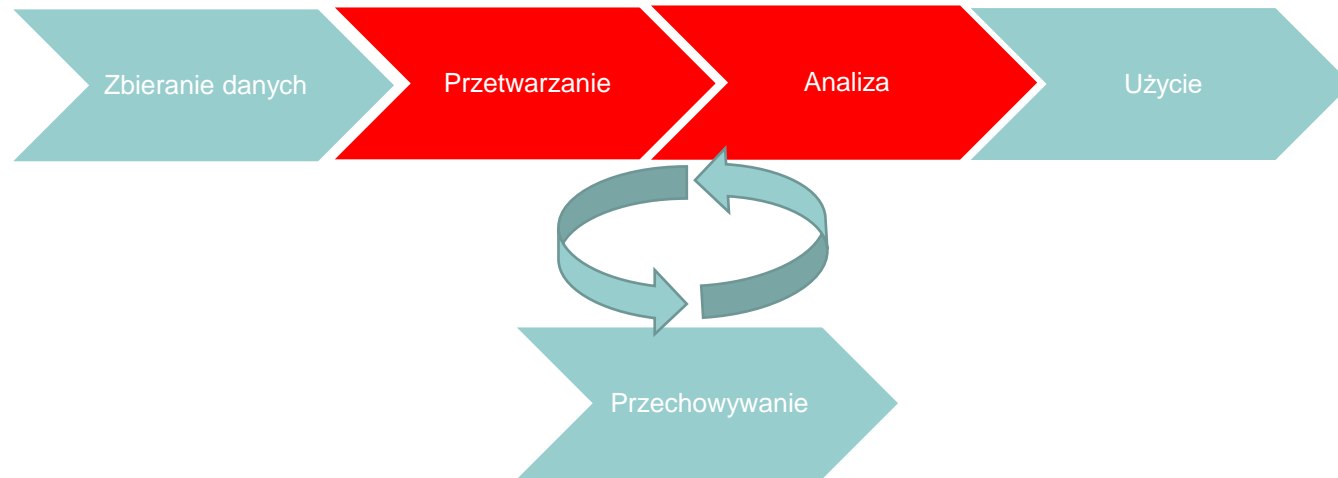 Zbieranie danych
Przetwarzanie
Analiza
Użycie
Przechowywanie